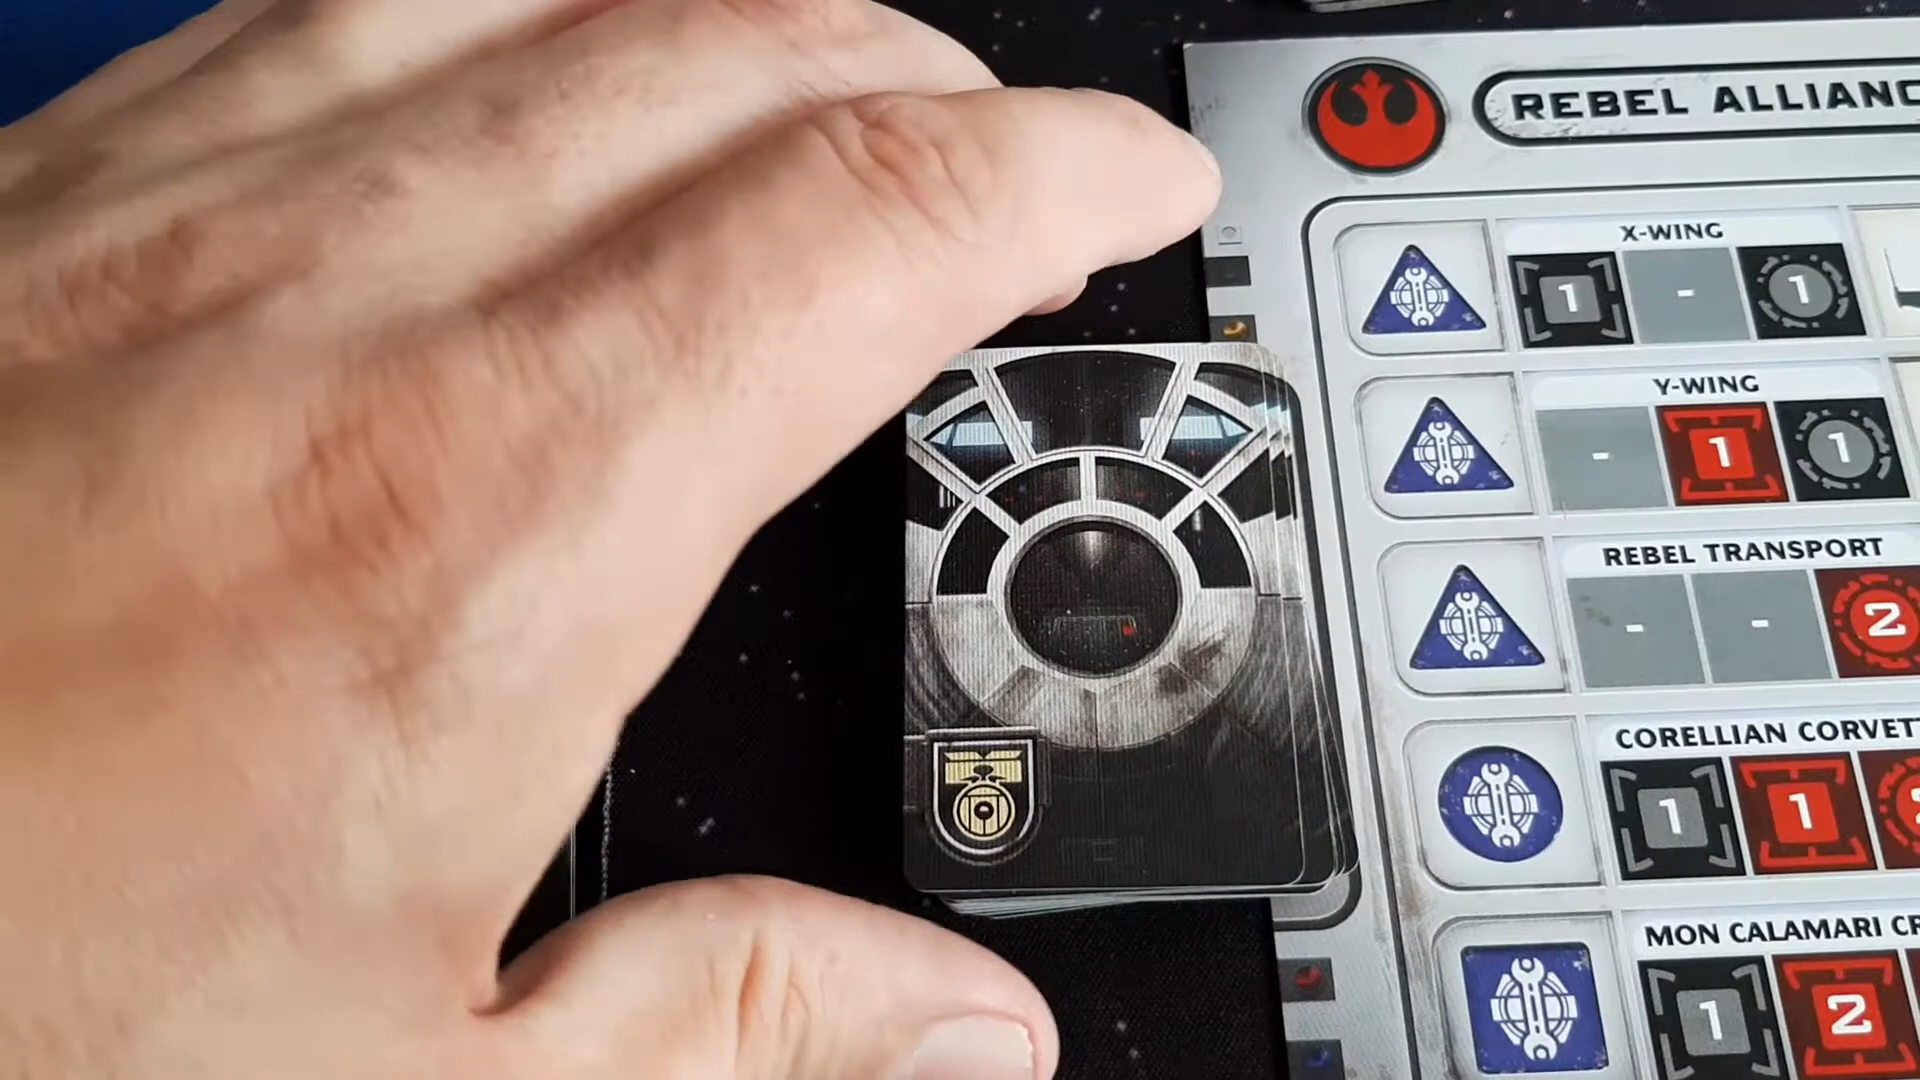 REBEL ALLIANC
X-WING
1 - 1
Y-WING
- 1 1
REBEL TRANSPORT
- - 2
CORELLIAN CORVET
1 1
MON CALAMARI CR
1 2